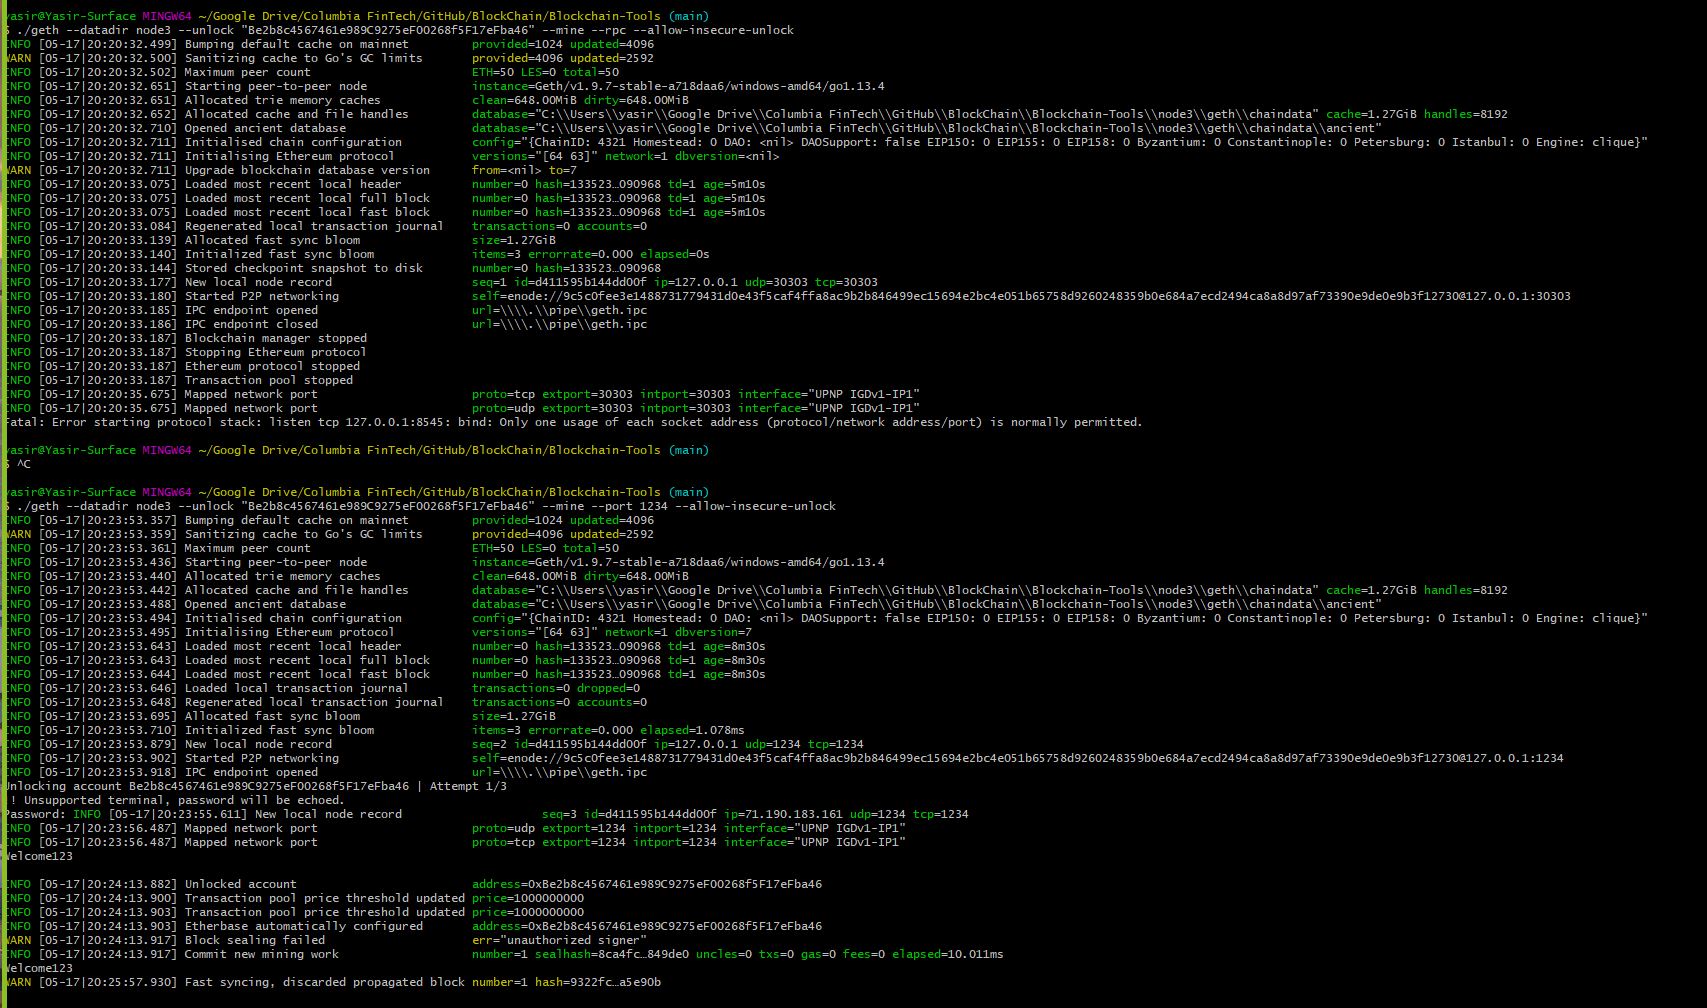 yasir@Yasir-Surface MINGW64 ~/Google Drive/Columbia FinTech/GitHub/BlockChain/Blockchain-Tools (main)
$ ./geth --datadir node3 --unlock "Be2b8c4567461e989C9275eF00268f5F17eFba46" --mine --rpc --allow-insecure-unlock
INFO [05-17|20:20:32.499] Bumping default cache on mainnet provided=1024 updated=4096
WARN [05-17|20:20:32.500] Sanitizing cache to Go's GC limits provided=4096 updated=2592
INFO [05-17|20:20:32.502] Maximum peer count ETH=50 LES=0 total=50
INFO [05-17|20:20:32.651] Starting peer-to-peer node instance=Geth/v1.9.7-stable-a718daa6/windows-amd64/go1.13.4
INFO [05-17|20:20:32.651] Allocated trie memory caches clean=648.00MiB dirty=648.00MiB
INFO [05-17|20:20:32.652] Allocated cache and file handles database="C:\\Users\\yasir\\Google Drive\\Columbia FinTech\\GitHub\\BlockChain\\Blockchain-Tools\\node3\\geth\\chaindata" cache=1.27GiB handles=8192
INFO [05-17|20:20:32.710] Opened ancient database database="C:\\Users\\yasir\\Google Drive\\Columbia FinTech\\GitHub\\BlockChain\\Blockchain-Tools\\node3\\geth\\chaindata\\ancient"
INFO [05-17|20:20:32.711] Initialised chain configuration config="{ChainID: 4321 Homestead: 0 DAO: <nil> DAOSupport: false EIP150: 0 EIP155: 0 EIP158: 0 Byzantium: 0 Constantinople: 0 Petersburg: 0 Istanbul: 0 Engine: clique}"
INFO [05-17|20:20:32.711] Initialising Ethereum protocol versions="[64 63]" network=1 dbversion=<nil>
WARN [05-17|20:20:32.711] Upgrade blockchain database version from=<nil> to=7
INFO [05-17|20:20:33.075] Loaded most recent local header number=0 hash=133523…090968 td=1 age=5m10s
INFO [05-17|20:20:33.075] Loaded most recent local full block number=0 hash=133523…090968 td=1 age=5m10s
INFO [05-17|20:20:33.075] Loaded most recent local fast block number=0 hash=133523…090968 td=1 age=5m10s
INFO [05-17|20:20:33.084] Regenerated local transaction journal transactions=0 accounts=0
INFO [05-17|20:20:33.139] Allocated fast sync bloom size=1.27GiB
INFO [05-17|20:20:33.140] Initialized fast sync bloom items=3 errorrate=0.000 elapsed=0s
INFO [05-17|20:20:33.144] Stored checkpoint snapshot to disk number=0 hash=133523…090968
INFO [05-17|20:20:33.177] New local node record seq=1 id=d411595b144dd00f ip=127.0.0.1 udp=30303 tcp=30303
INFO [05-17|20:20:33.180] Started P2P networking self=enode://9c5c0fee3e1488731779431d0e43f5caf4ffa8ac9b2b846499ec15694e2bc4e051b65758d9260248359b0e684a7ecd2494ca8a8d97af73390e9de0e9b3f12730@127.0.0.1:30303
INFO [05-17|20:20:33.185] IPC endpoint opened url=\\\\.\\pipe\\geth.ipc
INFO [05-17|20:20:33.186] IPC endpoint closed url=\\\\.\\pipe\\geth.ipc
INFO [05-17|20:20:33.187] Blockchain manager stopped
INFO [05-17|20:20:33.187] Stopping Ethereum protocol
INFO [05-17|20:20:33.187] Ethereum protocol stopped
INFO [05-17|20:20:33.187] Transaction pool stopped
INFO [05-17|20:20:35.675] Mapped network port proto=tcp extport=30303 intport=30303 interface="UPNP IGDv1-IP1"
INFO [05-17|20:20:35.675] Mapped network port proto=udp extport=30303 intport=30303 interface="UPNP IGDv1-IP1"
Fatal: Error starting protocol stack: listen tcp 127.0.0.1:8545: bind: Only one usage of each socket address (protocol/network address/port) is normally permitted.
yasir@Yasir-Surface MINGW64 ~/Google Drive/Columbia FinTech/GitHub/BlockChain/Blockchain-Tools (main)
$ ^C
yasir@Yasir-Surface MINGW64 ~/Google Drive/Columbia FinTech/GitHub/BlockChain/Blockchain-Tools (main)
$ ./geth --datadir node3 --unlock "Be2b8c4567461e989C9275eF00268f5F17eFba46" --mine --port 1234 --allow-insecure-unlock
INFO [05-17|20:23:53.357] Bumping default cache on mainnet provided=1024 updated=4096
WARN [05-17|20:23:53.359] Sanitizing cache to Go's GC limits provided=4096 updated=2592
INFO [05-17|20:23:53.361] Maximum peer count ETH=50 LES=0 total=50
INFO [05-17|20:23:53.436] Starting peer-to-peer node instance=Geth/v1.9.7-stable-a718daa6/windows-amd64/go1.13.4
INFO [05-17|20:23:53.440] Allocated trie memory caches clean=648.00MiB dirty=648.00MiB
INFO [05-17|20:23:53.442] Allocated cache and file handles database="C:\\Users\\yasir\\Google Drive\\Columbia FinTech\\GitHub\\BlockChain\\Blockchain-Tools\\node3\\geth\\chaindata" cache=1.27GiB handles=8192
INFO [05-17|20:23:53.488] Opened ancient database database="C:\\Users\\yasir\\Google Drive\\Columbia FinTech\\GitHub\\BlockChain\\Blockchain-Tools\\node3\\geth\\chaindata\\ancient"
INFO [05-17|20:23:53.494] Initialised chain configuration config="{ChainID: 4321 Homestead: 0 DAO: <nil> DAOSupport: false EIP150: 0 EIP155: 0 EIP158: 0 Byzantium: 0 Constantinople: 0 Petersburg: 0 Istanbul: 0 Engine: clique}"
INFO [05-17|20:23:53.495] Initialising Ethereum protocol versions="[64 63]" network=1 dbversion=7
INFO [05-17|20:23:53.643] Loaded most recent local header number=0 hash=133523…090968 td=1 age=8m30s
INFO [05-17|20:23:53.643] Loaded most recent local full block number=0 hash=133523…090968 td=1 age=8m30s
INFO [05-17|20:23:53.644] Loaded most recent local fast block number=0 hash=133523…090968 td=1 age=8m30s
INFO [05-17|20:23:53.646] Loaded local transaction journal transactions=0 dropped=0
INFO [05-17|20:23:53.648] Regenerated local transaction journal transactions=0 accounts=0
INFO [05-17|20:23:53.695] Allocated fast sync bloom size=1.27GiB
INFO [05-17|20:23:53.710] Initialized fast sync bloom items=3 errorrate=0.000 elapsed=1.078ms
INFO [05-17|20:23:53.879] New local node record seq=2 id=d411595b144dd00f ip=127.0.0.1 udp=1234 tcp=1234
INFO [05-17|20:23:53.902] Started P2P networking self=enode://9c5c0fee3e1488731779431d0e43f5caf4ffa8ac9b2b846499ec15694e2bc4e051b65758d9260248359b0e684a7ecd2494ca8a8d97af73390e9de0e9b3f12730@127.0.0.1:1234
INFO [05-17|20:23:53.918] IPC endpoint opened url=\\\\.\\pipe\\geth.ipc
Unlocking account Be2b8c4567461e989C9275eF00268f5F17eFba46 | Attempt 1/3
!! Unsupported terminal, password will be echoed.
Password: INFO [05-17|20:23:55.611] New local node record seq=3 id=d411595b144dd00f ip=71.190.183.161 udp=1234 tcp=1234
INFO [05-17|20:23:56.487] Mapped network port proto=udp extport=1234 intport=1234 interface="UPNP IGDv1-IP1"
INFO [05-17|20:23:56.487] Mapped network port proto=tcp extport=1234 intport=1234 interface="UPNP IGDv1-IP1"
Welcome123
INFO [05-17|20:24:13.882] Unlocked account address=0xBe2b8c4567461e989C9275eF00268f5F17eFba46
INFO [05-17|20:24:13.900] Transaction pool price threshold updated price=1000000000
INFO [05-17|20:24:13.903] Transaction pool price threshold updated price=1000000000
INFO [05-17|20:24:13.903] Etherbase automatically configured address=0xBe2b8c4567461e989C9275eF00268f5F17eFba46
WARN [05-17|20:24:13.917] Block sealing failed err="unauthorized signer"
INFO [05-17|20:24:13.917] Commit new mining work number=1 sealhash=8ca4fc…849de0 uncles=0 txs=0 gas=0 fees=0 elapsed=10.011ms
Welcome123
WARN [05-17|20:25:57.930] Fast syncing, discarded propagated block number=1 hash=9322fc…a5e90b